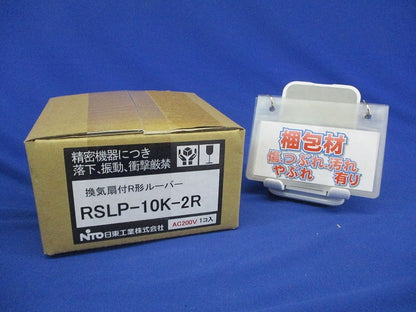 精密機器につき
落下、振動、衝撃厳禁
換気扇付R形ルーバー
RSLP-10K-2R
NITO 日東工業株式会社
AC200V 1コ入
梱包材
傷つぶれ汚れ
やぶれ 有り